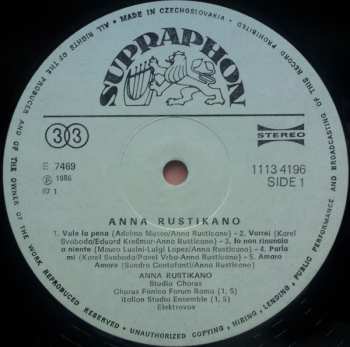 • MADE IN CZECHOSLOVAKIA •
ALL RIGHTS OF THE PRODUCER AND OF THE OWNER OF THE WORK REPRODUCED RESERVED • UNAUTHORIZED COPYING, HIRING, LENDING, PUBLIC PERFORMANCE AND BROADCASTING OF THIS RECORD PROHIBITED
SUPRAPHON
33
STEREO
E 7469
1113 4196
℗ 1986
SIDE 1
ANNA RUSTIKANO
1. Vale la pena (Adelmo Musso/Anna Rusticano) - 2. Vorrei (Karel
Svoboda/Eduard Krečmar-Anna Rusticano) - 3. Io non rinuncio
a niente (Mauro Lusini-Luigi Lopez/Anna Rusticano) - 4. Parla
mi (Karel Svoboda/Pavel Vrba-Anna Rusticano) - 5. Amaro
Amore (Sandro Centofanti/Anna Rusticano)
ANNA RUSTIKANO
Studio Chorus
Chorus Fonico Forum Roma (1, 5)
Italian Studio Ensemble (1, 5)
Elektrovox